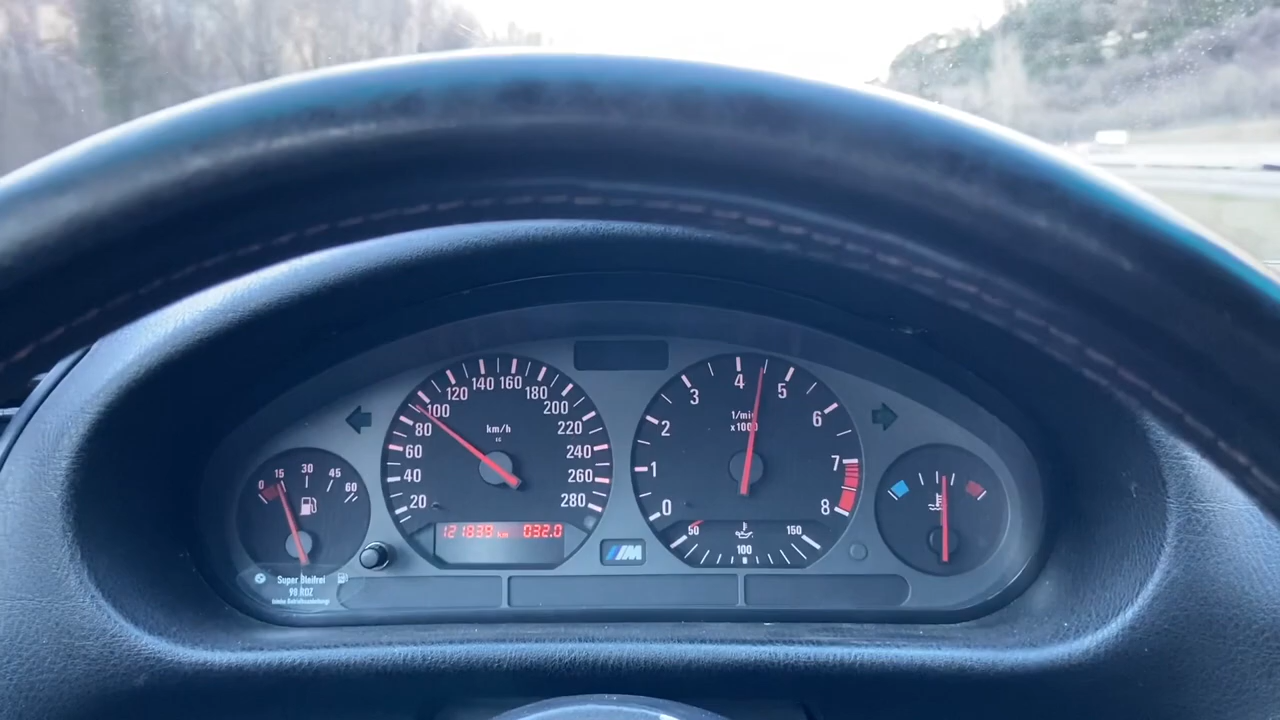 0 15 30 45 60
20 40 60 80 100 120 140 160 180 200 220 240 260 280
km/h
121839 km 032.0
Super Bleifrei
98 ROZ
M
0 1 2 3 4 5 6 7 8
1/min
x1000
50 100 150